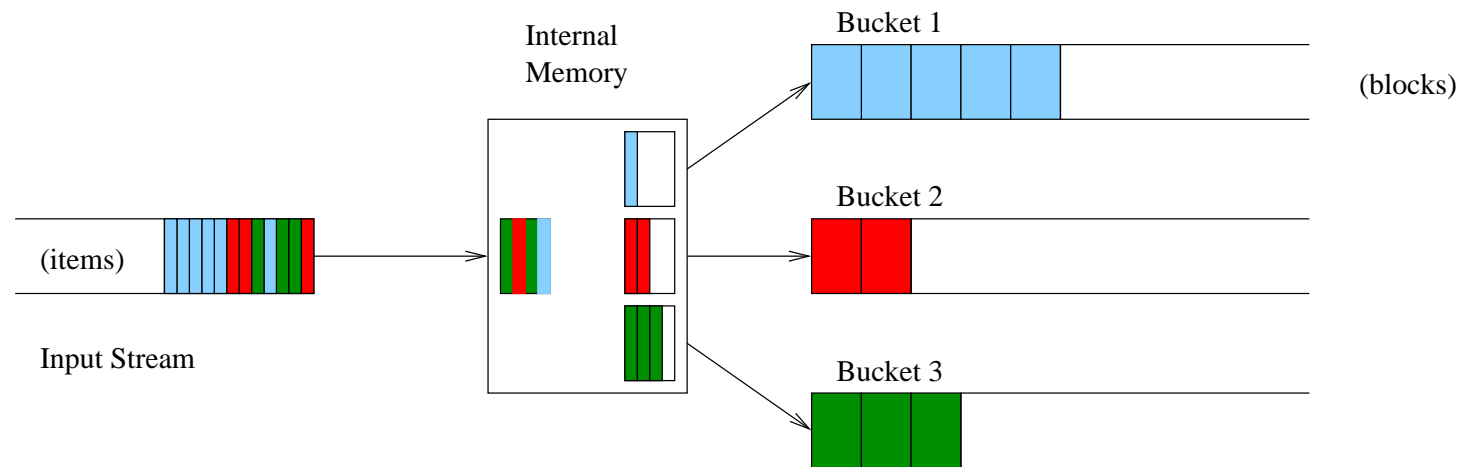 Internal
Memory
Bucket 1
(blocks)
Bucket 2
(items)
Input Stream
Bucket 3